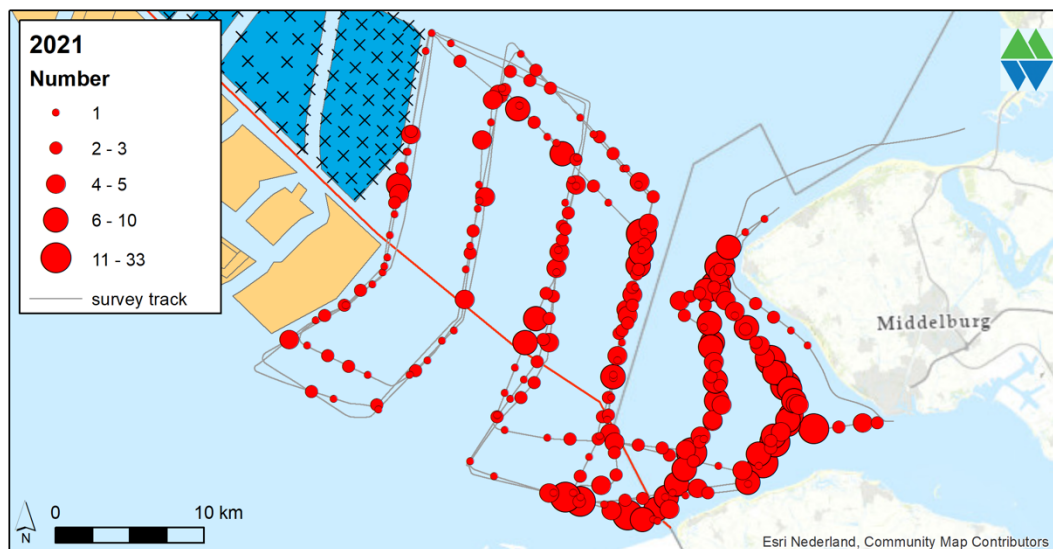 2021
Number
1
2 - 3
4 - 5
6 - 10
11 - 33
survey track
Middelburg
N
0 10 km
Esri Nederland, Community Map Contributors